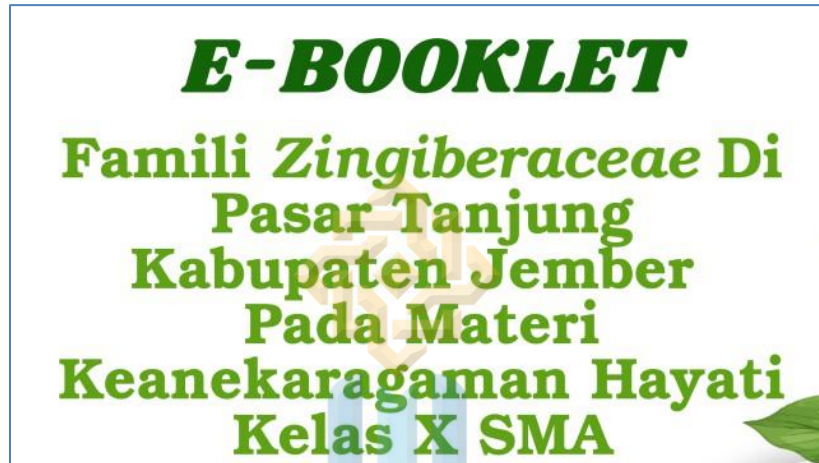 E-BOOKLET
Famili Zingiberaceae Di
Pasar Tanjung
Kabupaten Jember
Pada Materi
Keanekaragaman Hayati
Kelas X SMA